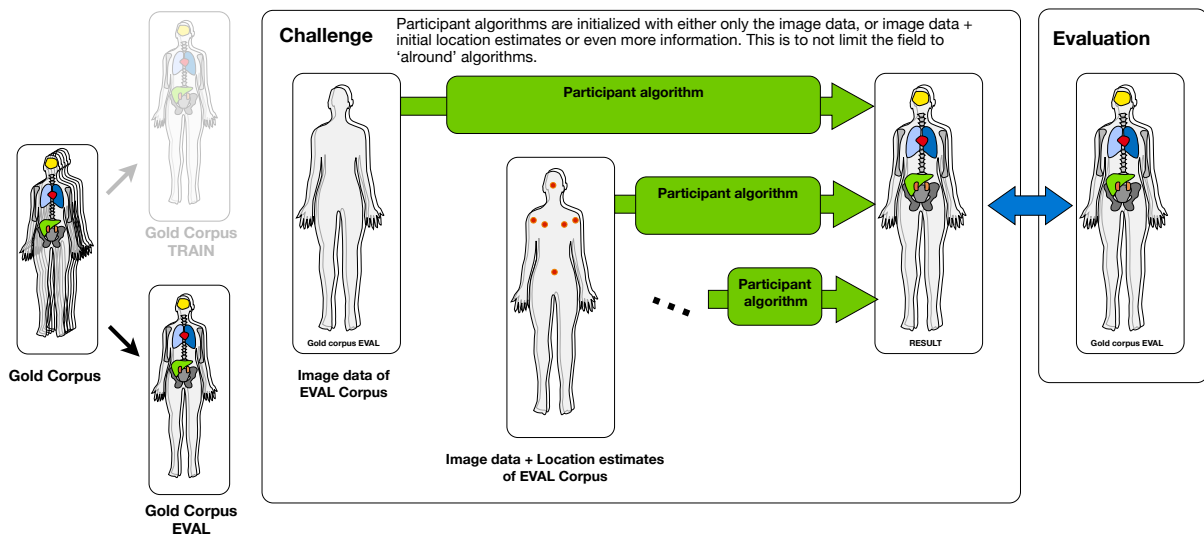 Gold Corpus
Gold Corpus
TRAIN
Gold Corpus
EVAL
Challenge
Participant algorithms are initialized with either only the image data, or image data +
initial location estimates or even more information. This is to not limit the field to
‘alround’ algorithms.
Participant algorithm
Gold corpus EVAL
Image data of
EVAL Corpus
Participant algorithm
Image data + Location estimates
of EVAL Corpus
Participant
algorithm
RESULT
Evaluation
Gold corpus EVAL